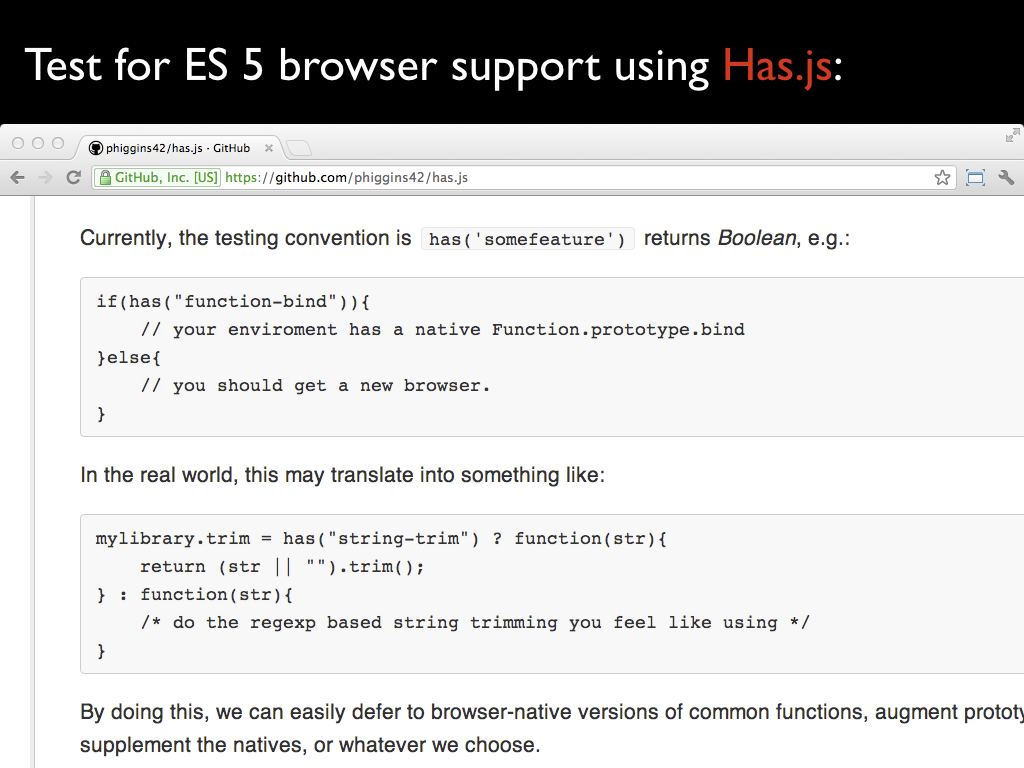 Test for ES 5 browser support using Has.js:
phiggins42/has.js · GitHub
GitHub, Inc. [US] https://github.com/phiggins42/has.js
Currently, the testing convention is has('somefeature') returns Boolean, e.g.:
if(has("function-bind")){
// your enviroment has a native Function.prototype.bind
}else{
// you should get a new browser.
}
In the real world, this may translate into something like:
mylibrary.trim = has("string-trim") ? function(str){
return (str || "").trim();
} : function(str){
/* do the regexp based string trimming you feel like using */
}
By doing this, we can easily defer to browser-native versions of common functions, augment prototy
supplement the natives, or whatever we choose.